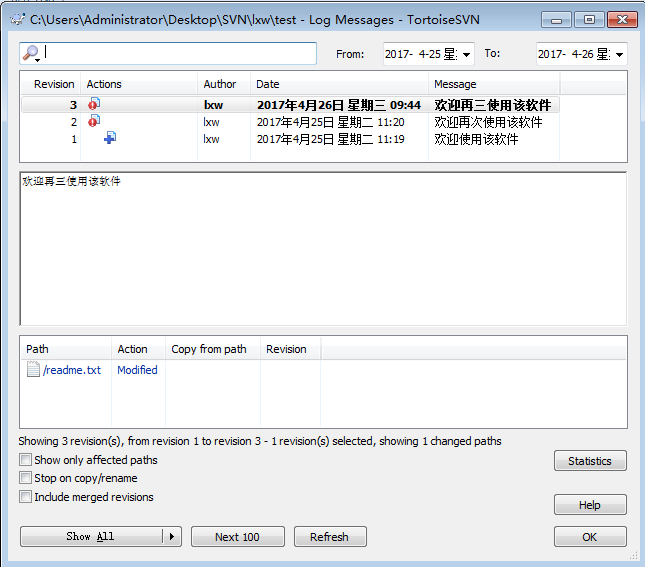 C:\Users\Administrator\Desktop\SVN\lxw\test - Log Messages - TortoiseSVN
From: 2017- 4-25 星 To: 2017- 4-26 星
Revision Actions Author Date Message
3 lxw 2017年4月26日 星期三 09:44 欢迎再三使用该软件
2 lxw 2017年4月25日 星期二 11:20 欢迎再次使用该软件
1 lxw 2017年4月25日 星期二 11:19 欢迎使用该软件
欢迎再三使用该软件
Path Action Copy from path Revision
/readme.txt Modified
Showing 3 revision(s), from revision 1 to revision 3 - 1 revision(s) selected, showing 1 changed paths
Show only affected paths
Statistics
Stop on copy/rename
Include merged revisions
Help
Show All Next 100 Refresh OK